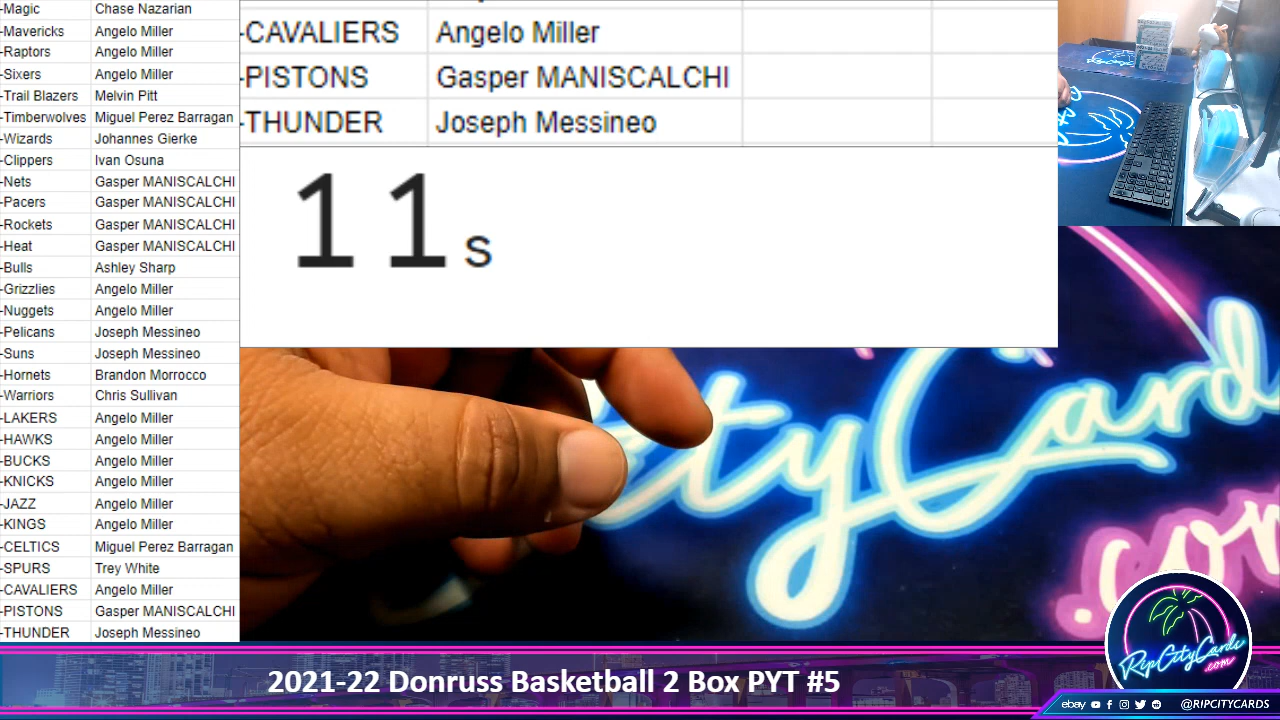 -Magic Chase Nazarian
-Mavericks Angelo Miller
-Raptors Angelo Miller
-Sixers Angelo Miller
-Trail Blazers Melvin Pitt
-Timberwolves Miguel Perez Barragan
-Wizards Johannes Gierke
-Clippers Ivan Osuna
-Nets Gasper MANISCALCHI
-Pacers Gasper MANISCALCHI
-Rockets Gasper MANISCALCHI
-Heat Gasper MANISCALCHI
-Bulls Ashley Sharp
-Grizzlies Angelo Miller
-Nuggets Angelo Miller
-Pelicans Joseph Messineo
-Suns Joseph Messineo
-Hornets Brandon Morrocco
-Warriors Chris Sullivan
-LAKERS Angelo Miller
-HAWKS Angelo Miller
-BUCKS Angelo Miller
-KNICKS Angelo Miller
-JAZZ Angelo Miller
-KINGS Angelo Miller
-CELTICS Miguel Perez Barragan
-SPURS Trey White
-CAVALIERS Angelo Miller
-PISTONS Gasper MANISCALCHI
-THUNDER Joseph Messineo
-CAVALIERS Angelo Miller
-PISTONS Gasper MANISCALCHI
-THUNDER Joseph Messineo
11 s
ityCard
.com
2021-22 Donruss Basketball 2 Box PYT #5
RipCityCards
.com
ebay @RIPCITYCARDS